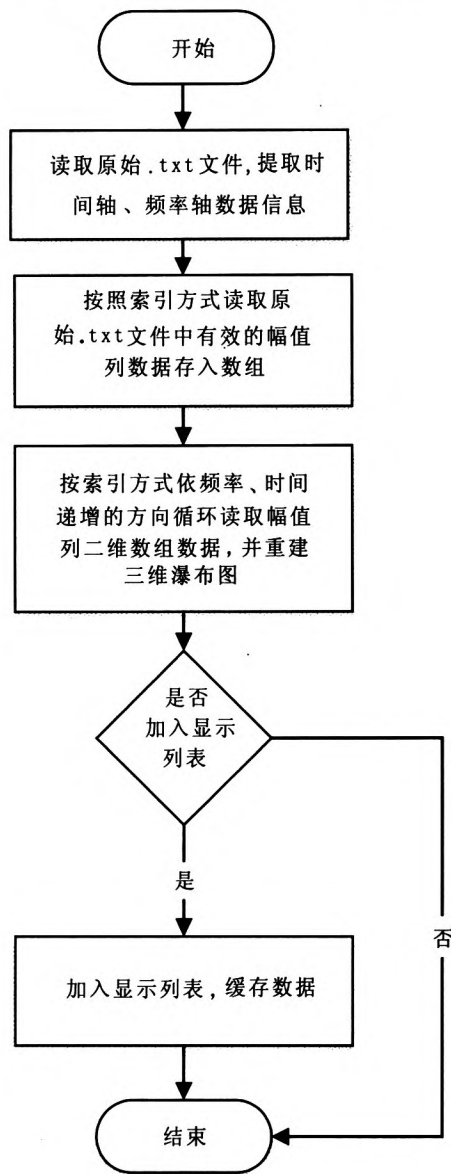 开始
读取原始.txt文件,提取时
间轴、频率轴数据信息
按照索引方式读取原
始.txt文件中有效的幅值
列数据存入数组
按索引方式依频率、时间
递增的方向循环读取幅值
列二维数组数据,并重建
三维瀑布图
是否
加入显示
列表
是
否
加入显示列表,缓存数据
结束